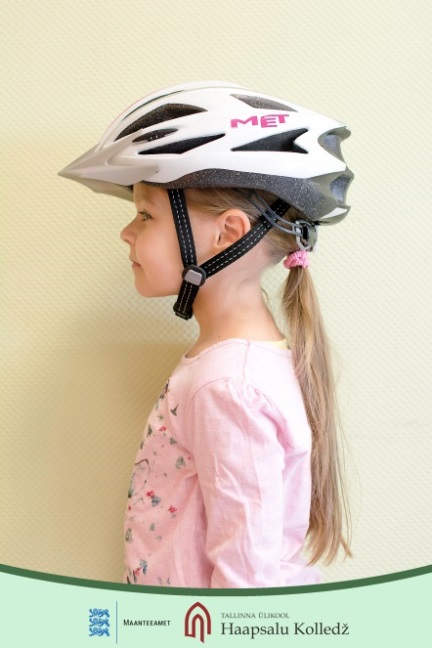 MET
MAANTEEAMET
TALLINNA ÜLIKOOL
Haapsalu Kolledž